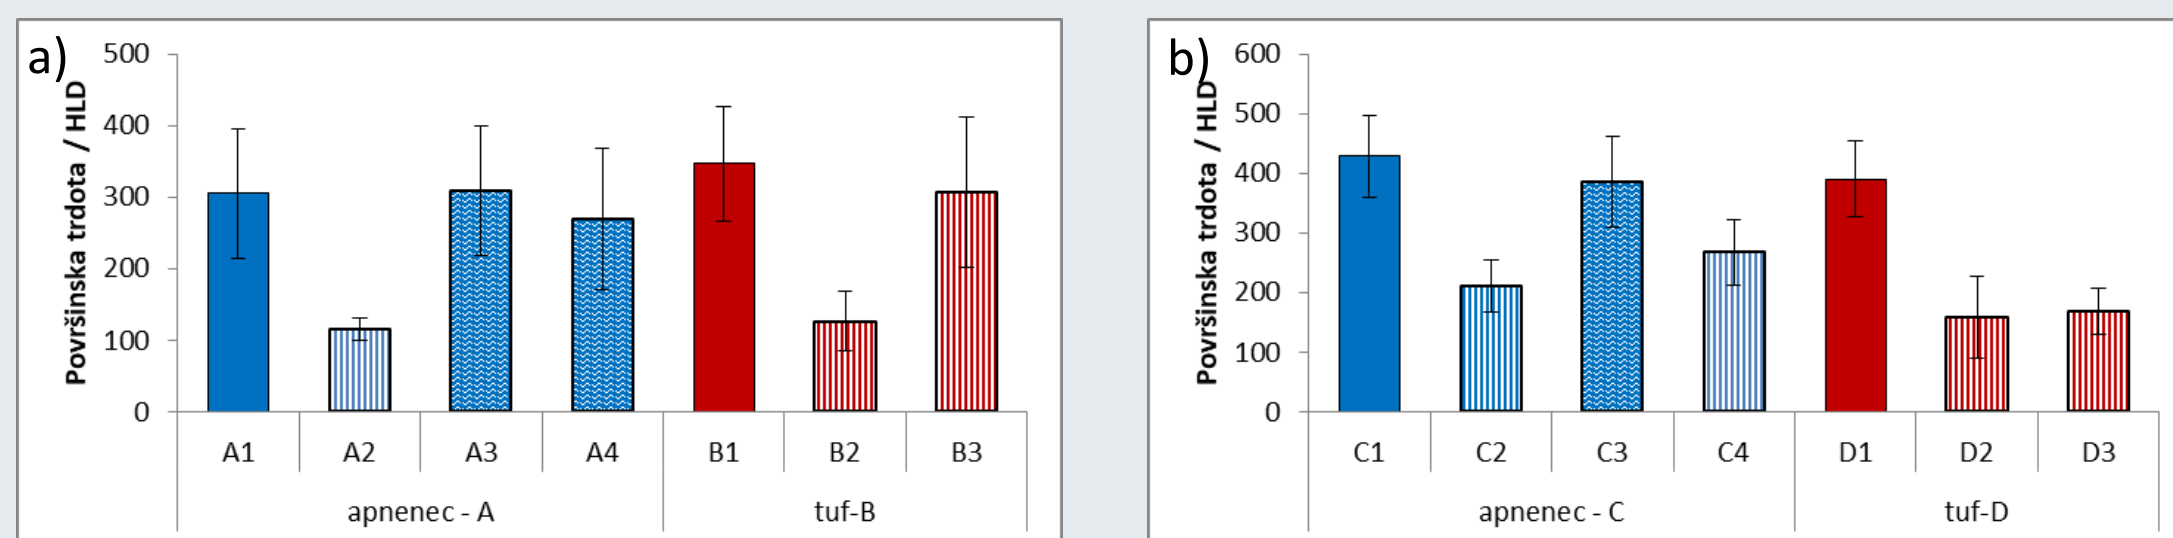 a)
Površinska trdota / HLD
500
400
300
200
100
0
A1 A2 A3 A4 B1 B2 B3
apnenec - A tuf-B
b)
Površinska trdota / HLD
600
500
400
300
200
100
0
C1 C2 C3 C4 D1 D2 D3
apnenec - C tuf-D